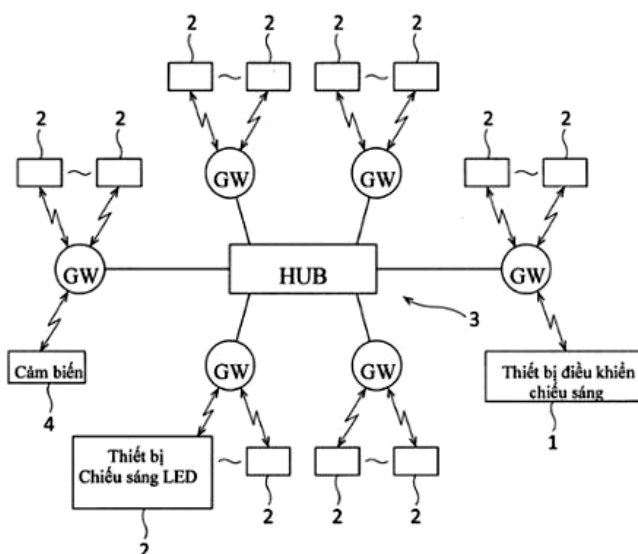 2 2 2 2
2 2 2 2
GW GW
GW HUB GW
3
GW GW
Cảm biến
4
Thiết bị điều khiển
chiếu sáng
1
Thiết bị
Chiếu sáng LED
2 2 2 2